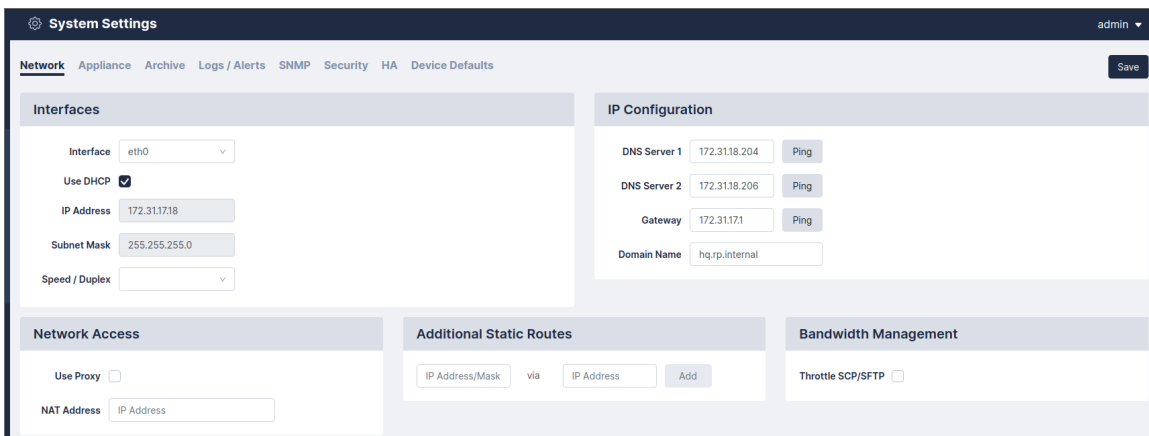 System Settings
admin
Network Appliance Archive Logs / Alerts SNMP Security HA Device Defaults
Save
Interfaces
Interface eth0
Use DHCP
IP Address 172.31.17.18
Subnet Mask 255.255.255.0
Speed / Duplex
IP Configuration
DNS Server 1 172.31.18.204 Ping
DNS Server 2 172.31.18.206 Ping
Gateway 172.31.17.1 Ping
Domain Name hq.rp.internal
Network Access
Use Proxy
NAT Address IP Address
Additional Static Routes
IP Address/Mask via IP Address Add
Bandwidth Management
Throttle SCP/SFTP